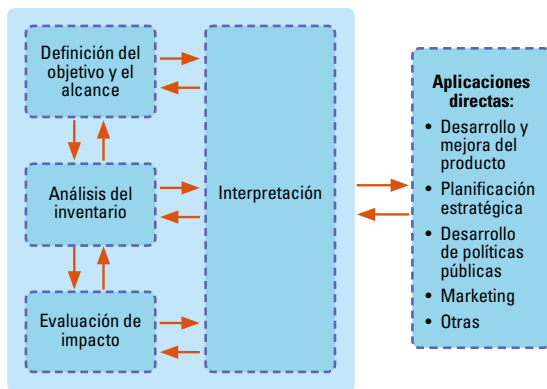 Definición del
objetivo y el
alcance
Análisis del
inventario
Evaluación de
impacto
Interpretación
Aplicaciones
directas:
• Desarrollo y
mejora del
producto
• Planificación
estratégica
• Desarrollo
de políticas
públicas
• Marketing
• Otras